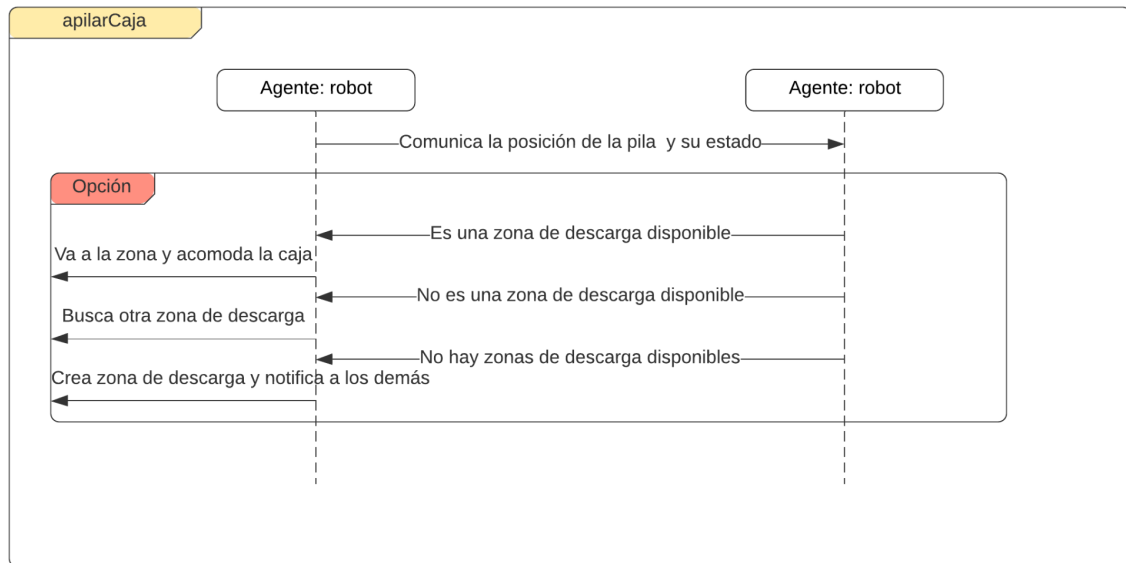 apilarCaja
Agente: robot
Agente: robot
Comunica la posición de la pila y su estado
Opción
Es una zona de descarga disponible
Va a la zona y acomoda la caja
No es una zona de descarga disponible
Busca otra zona de descarga
No hay zonas de descarga disponibles
Crea zona de descarga y notifica a los demás